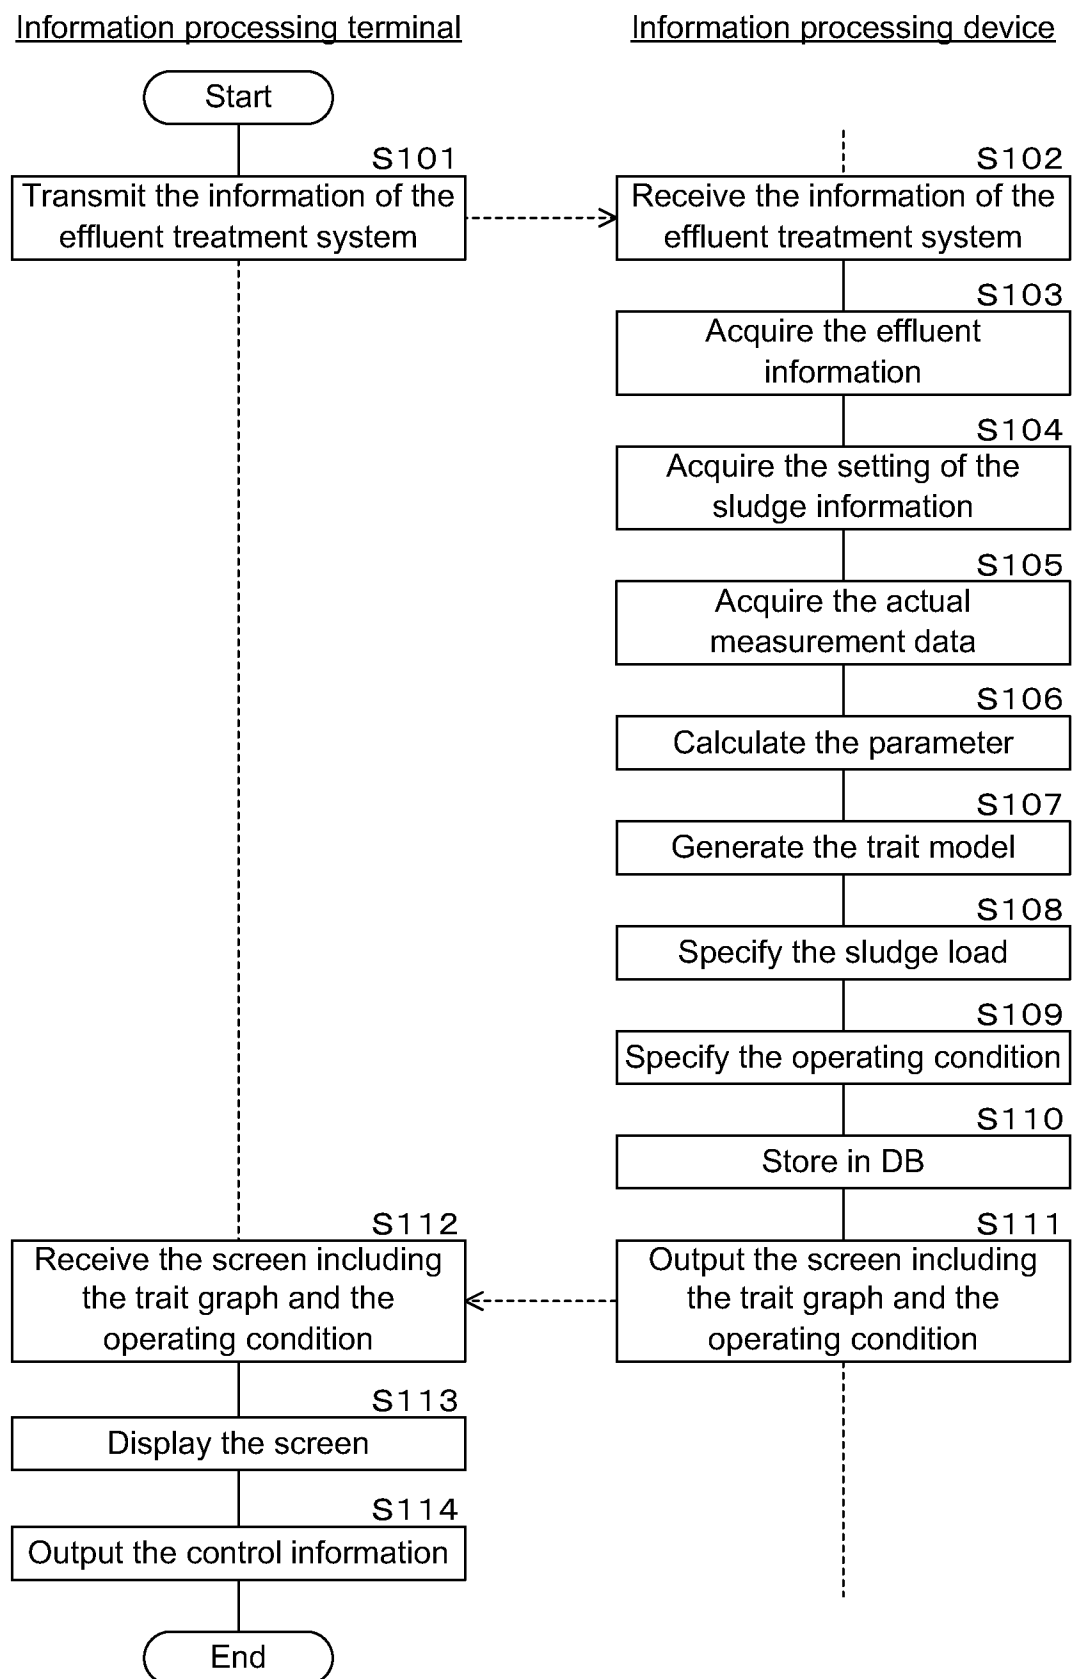 Information processing terminal
Information processing device
Start
S101
Transmit the information of the
effluent treatment system
S102
Receive the information of the
effluent treatment system
S103
Acquire the effluent
information
S104
Acquire the setting of the
sludge information
S105
Acquire the actual
measurement data
S106
Calculate the parameter
S107
Generate the trait model
S108
Specify the sludge load
S109
Specify the operating condition
S110
Store in DB
S111
Output the screen including
the trait graph and the
operating condition
S112
Receive the screen including
the trait graph and the
operating condition
S113
Display the screen
S114
Output the control information
End